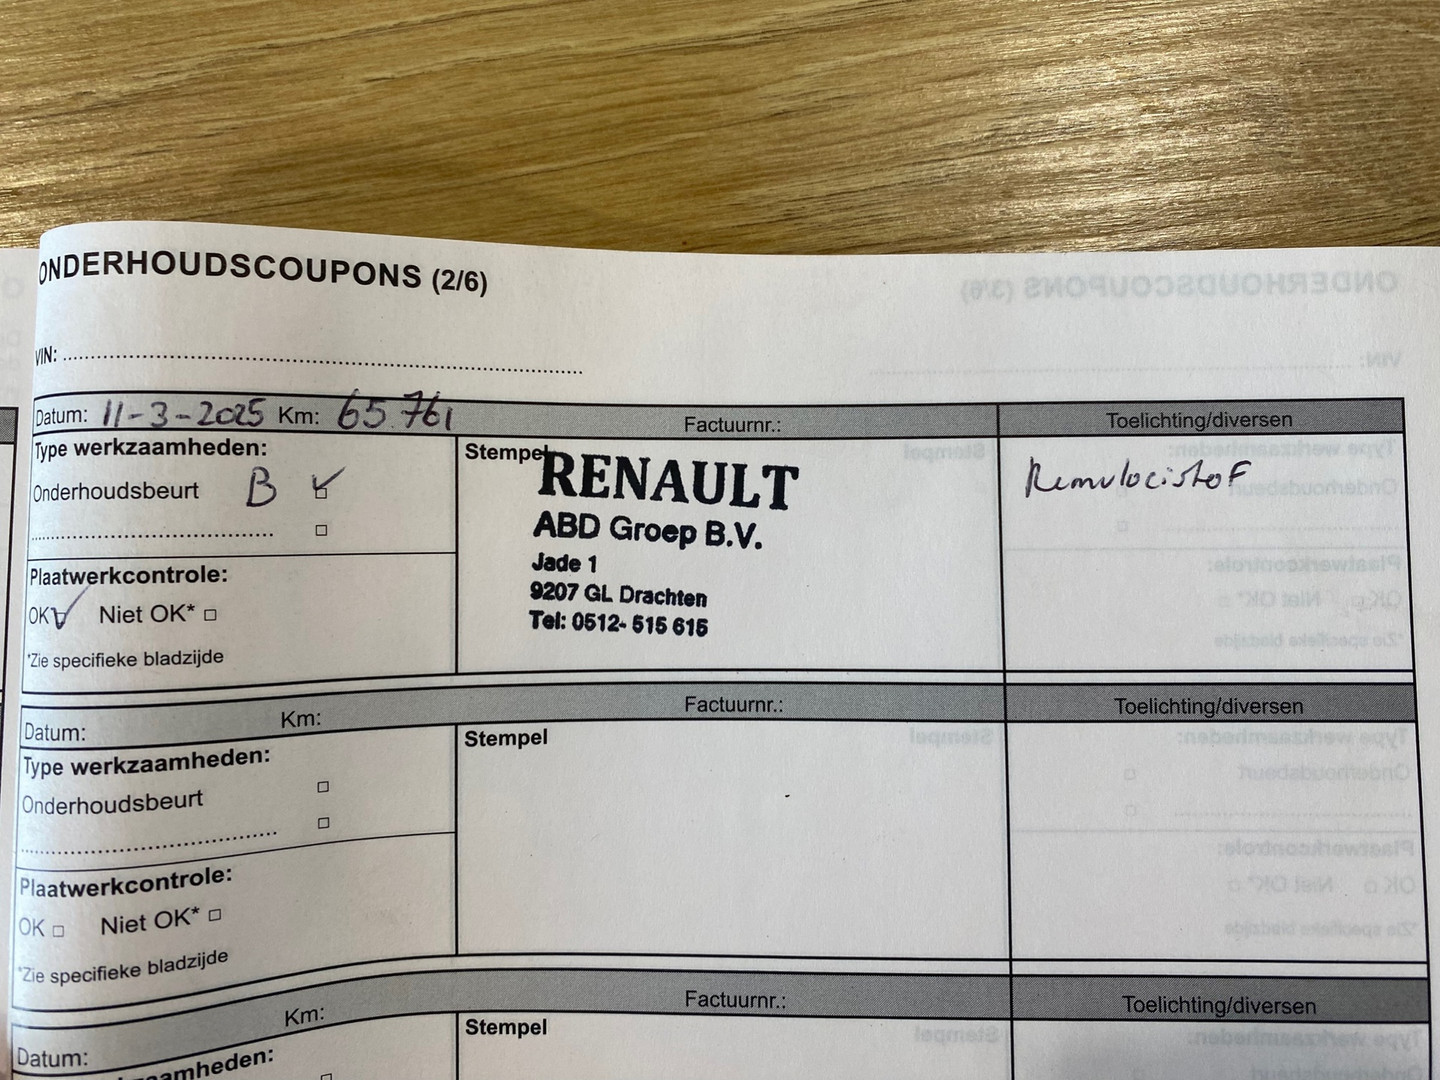 ONDERHOUDSCOUPONS (2/6)
VIN:
Datum: 11-3-2025 Km: 65.761 Factuurnr.: Toelichting/diversen
Type werkzaamheden:
Onderhoudsbeurt B
Stempel
RENAULT
ABD Groep B.V.
Jade 1
9207 GL Drachten
Tel: 0512- 515 615
Remvlocistof
Plaatwerkcontrole:
OK Niet OK*
*Zie specifieke bladzijde
Datum: Km: Factuurnr.: Toelichting/diversen
Type werkzaamheden:
Onderhoudsbeurt
Stempel
Plaatwerkcontrole:
OK Niet OK*
*Zie specifieke bladzijde
Datum: Km: Factuurnr.: Toelichting/diversen
Stempel